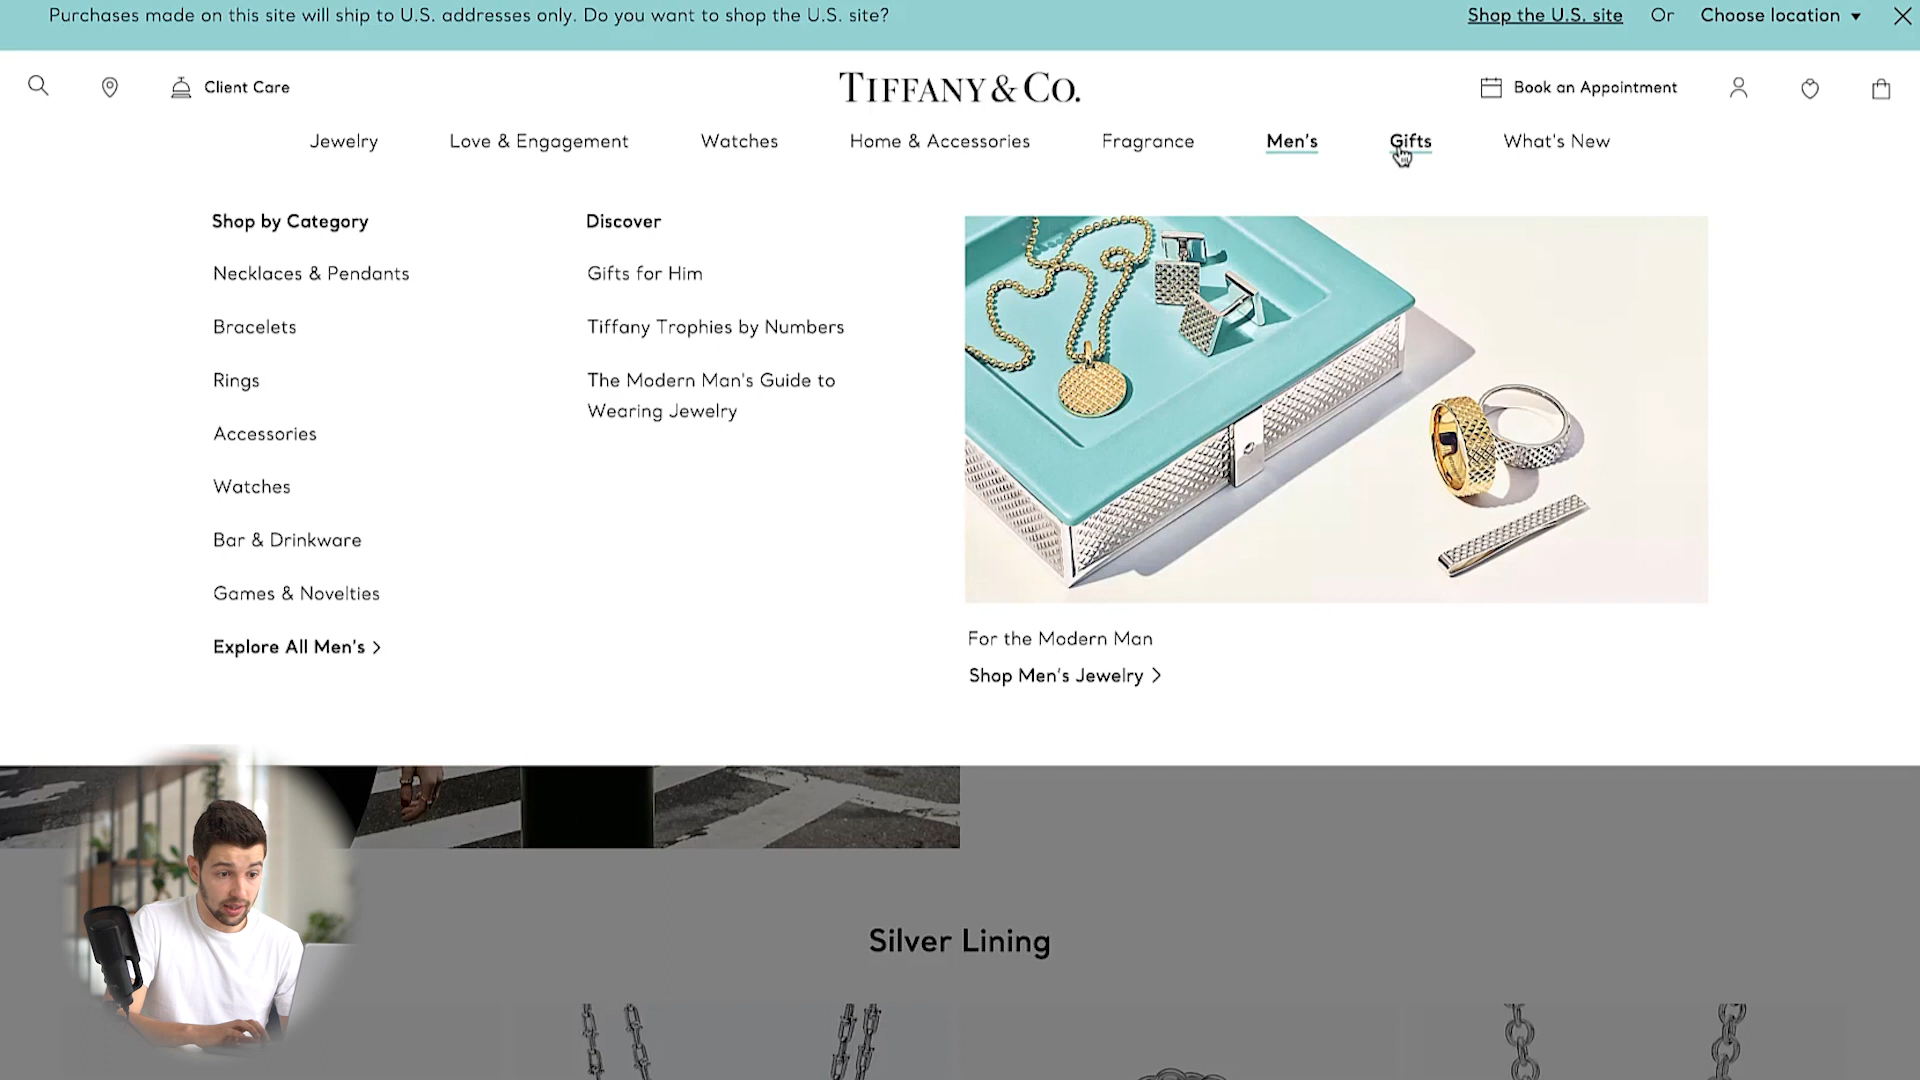 Purchases made on this site will ship to U.S. addresses only. Do you want to shop the U.S. site?
Shop the U.S. site Or Choose location
Client Care
TIFFANY & CO.
Book an Appointment
Jewelry Love & Engagement Watches Home & Accessories Fragrance Men's Gifts What's New
Shop by Category
Necklaces & Pendants
Bracelets
Rings
Accessories
Watches
Bar & Drinkware
Games & Novelties
Explore All Men's >
Discover
Gifts for Him
Tiffany Trophies by Numbers
The Modern Man's Guide to
Wearing Jewelry
For the Modern Man
Shop Men's Jewelry >
Silver Lining